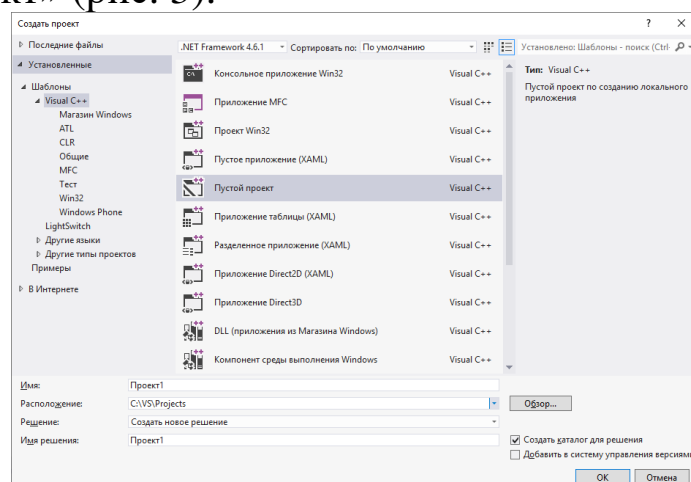 кт» (рис. 3).
Создать проект ? ×
Последние файлы
Установленные
Шаблоны
Visual C++
Магазин Windows
ATL
CLR
Общие
MFC
Тест
Win32
Windows Phone
LightSwitch
Другие языки
Другие типы проектов
Примеры
В Интернете
.NET Framework 4.6.1 Сортировать по: По умолчанию
Установлено: Шаблоны - поиск (Ctrl-
Консольное приложение Win32 Visual C++
Приложение MFC Visual C++
Проект Win32 Visual C++
Пустое приложение (XAML) Visual C++
Пустой проект Visual C++
Приложение таблицы (XAML) Visual C++
Разделенное приложение (XAML) Visual C++
Приложение Direct2D (XAML) Visual C++
Приложение Direct3D Visual C++
DLL (приложения из Магазина Windows) Visual C++
Компонент среды выполнения Windows Visual C++
Тип: Visual C++
Пустой проект по созданию локального
приложения
Имя: Проект1
Расположение: C:\VS\Projects Обзор...
Решение: Создать новое решение
Имя решения: Проект1
Создать каталог для решения
Добавить в систему управления версиями
ОК Отмена